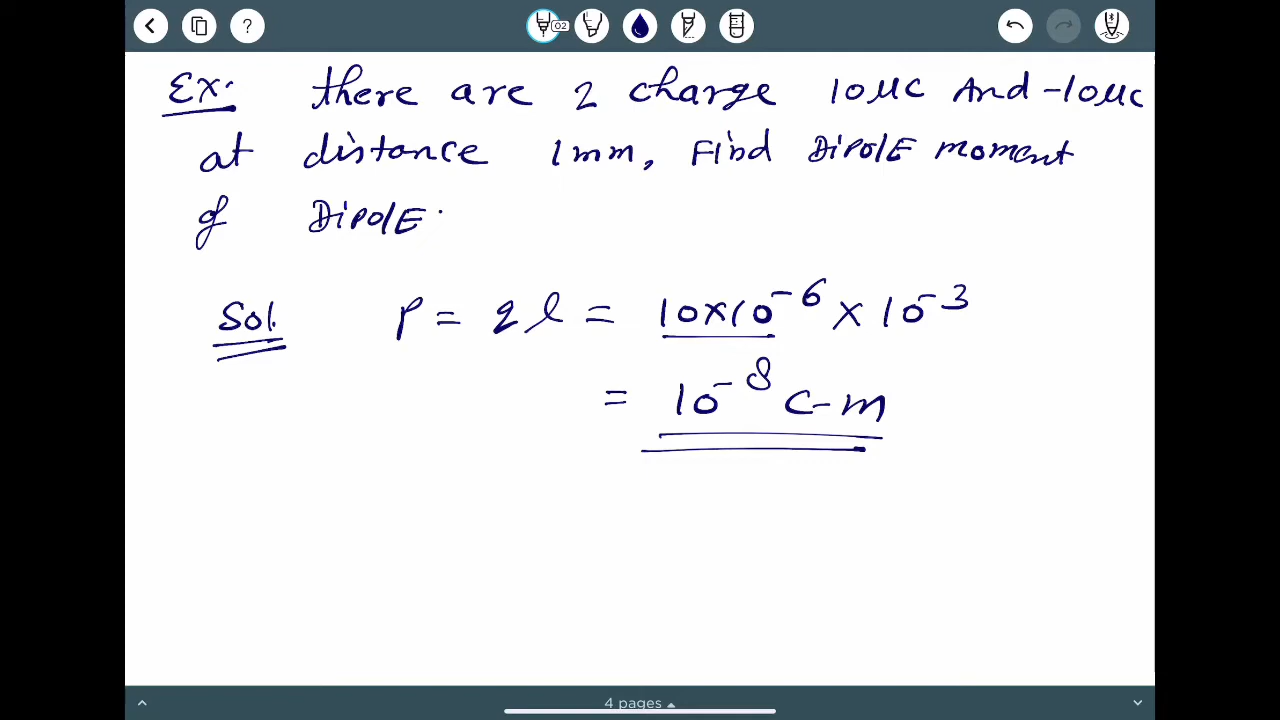 ?
02
Ex: there are 2 charge 10μC And -10μC
at distance 1mm, Find DipolE moment
of DipolE.
Sol. P = ql = 10×10⁻⁶ × 10⁻³
= 10⁻⁸ C-m
4 pages